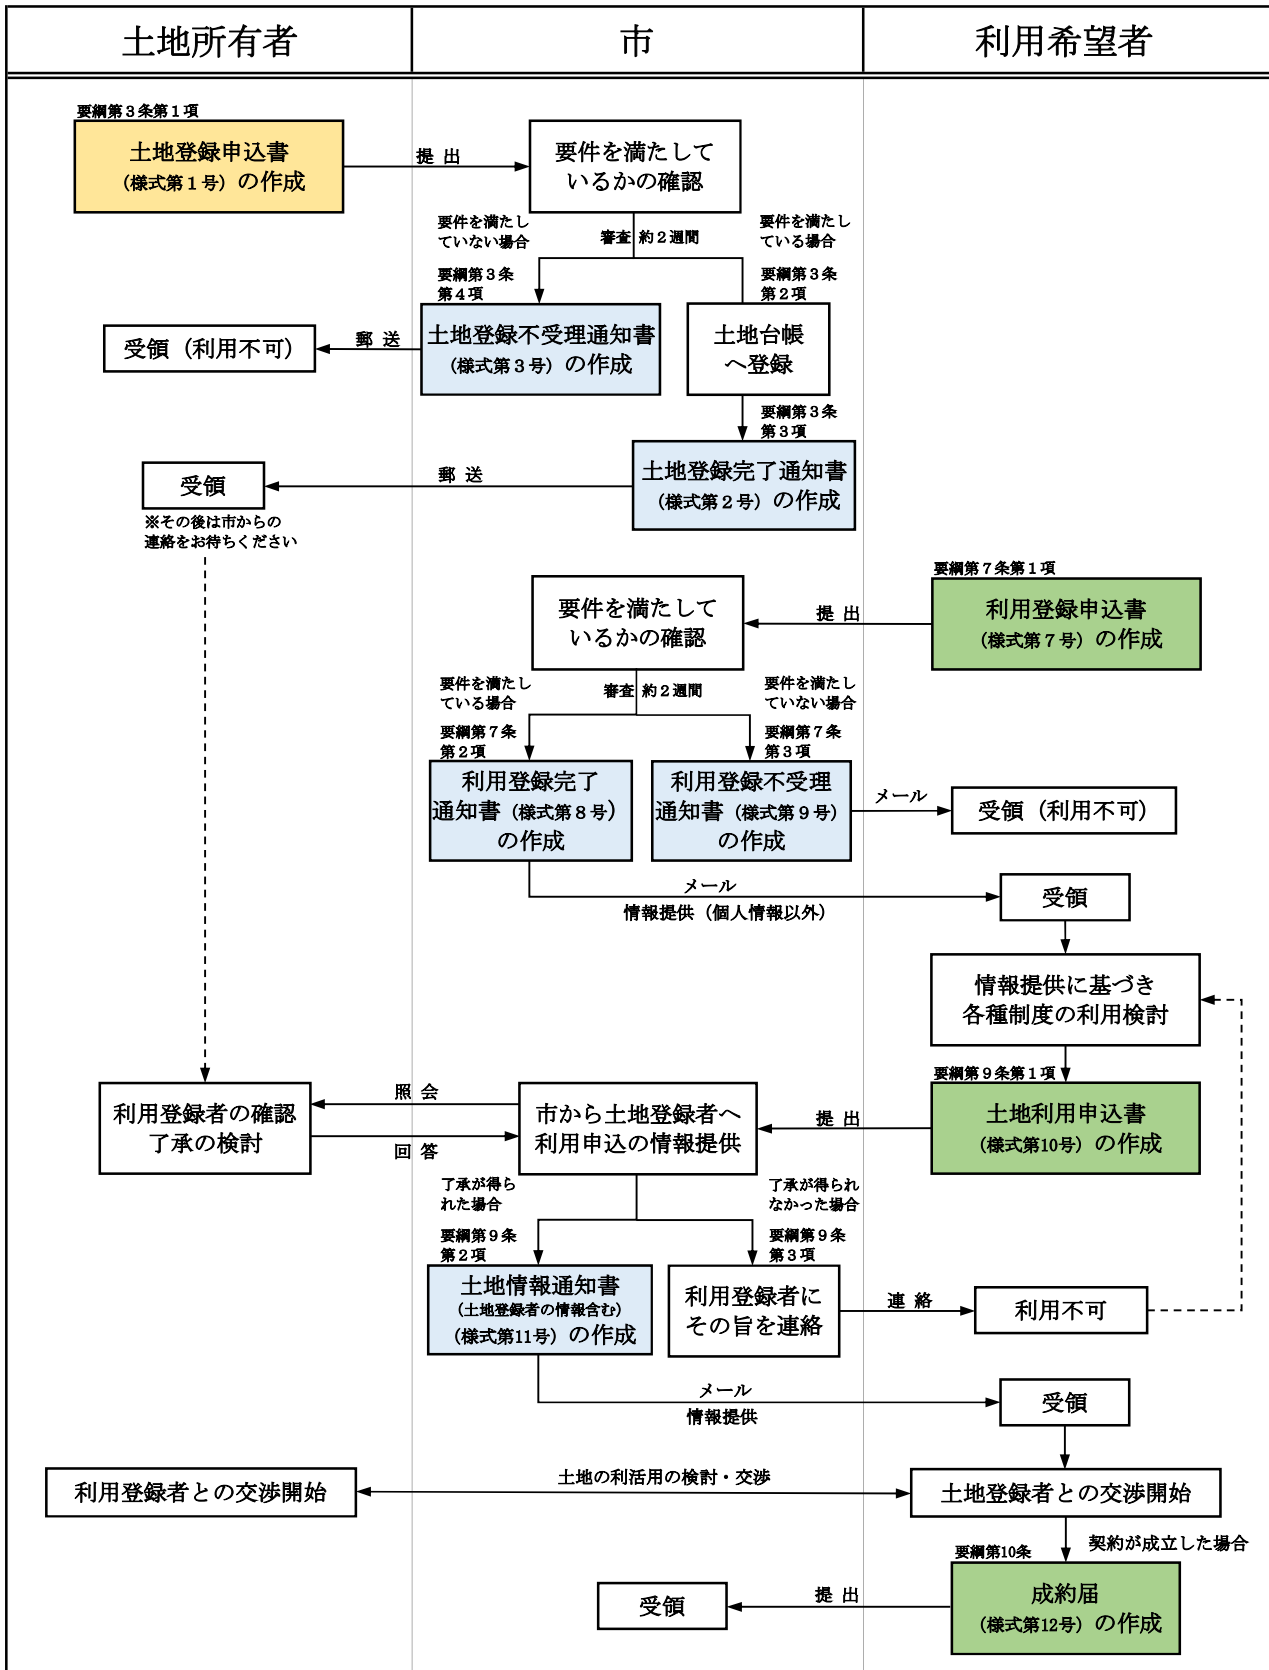 土地所有者
市
利用希望者
要綱第３条第１項
土地登録申込書
（様式第１号）の作成
提 出
要件を満たして
いるかの確認
要件を満たし
ていない場合
審査 約２週間
要件を満たし
ている場合
要綱第３条
第４項
要綱第３条
第２項
土地登録不受理通知書
（様式第３号）の作成
郵 送
受領（利用不可）
土地台帳
へ登録
要綱第３条
第３項
土地登録完了通知書
（様式第２号）の作成
郵 送
受領
※その後は市からの
連絡をお待ちください
要綱第７条第１項
利用登録申込書
（様式第７号）の作成
提 出
要件を満たして
いるかの確認
要件を満たし
ている場合
審査 約２週間
要件を満たし
ていない場合
要綱第７条
第２項
要綱第７条
第３項
利用登録完了
通知書（様式第８号）
の作成
利用登録不受理
通知書（様式第９号）
の作成
メール
受領（利用不可）
メール
情報提供（個人情報以外）
受領
情報提供に基づき
各種制度の利用検討
要綱第９条第１項
土地利用申込書
（様式第10号）の作成
提 出
市から土地登録者へ
利用申込の情報提供
照 会
回 答
利用登録者の確認
了承の検討
了承が得ら
れた場合
了承が得られ
なかった場合
要綱第９条
第２項
要綱第９条
第３項
土地情報通知書
（土地登録者の情報含む）
（様式第11号）の作成
利用登録者に
その旨を連絡
連 絡
利用不可
メール
情報提供
受領
利用登録者との交渉開始
土地の利活用の検討・交渉
土地登録者との交渉開始
契約が成立した場合
要綱第10条
成約届
（様式第12号）の作成
提 出
受領